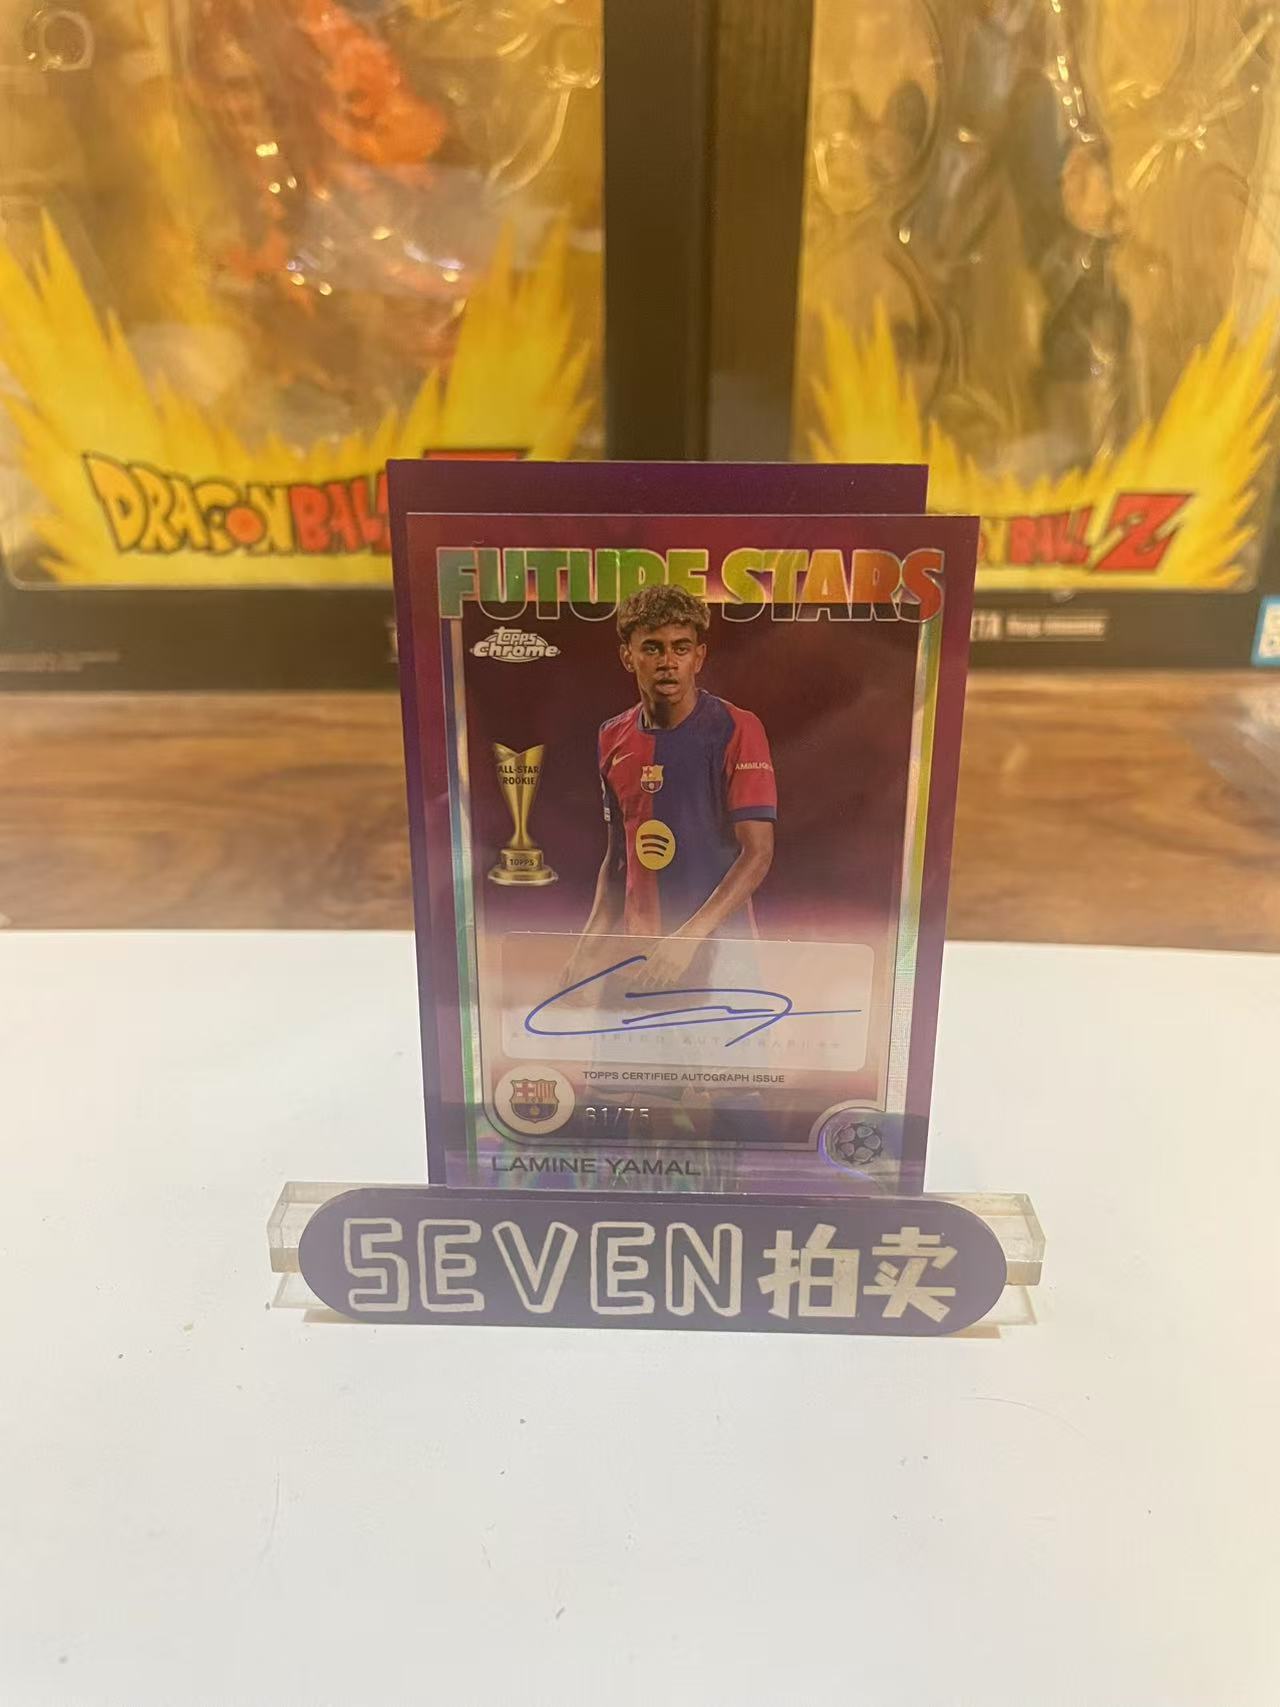 DRAGON BALL
BALL Z
FUTURE STARS
Topps
Chrome
ALL-STAR
ROOKIE
TOPPS
TOPPS CERTIFIED AUTOGRAPH ISSUE
61/75
LAMINE YAMAL
SEVEN拍卖